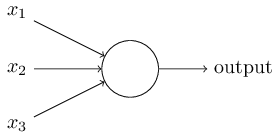 x₁
x₂ output
x₃